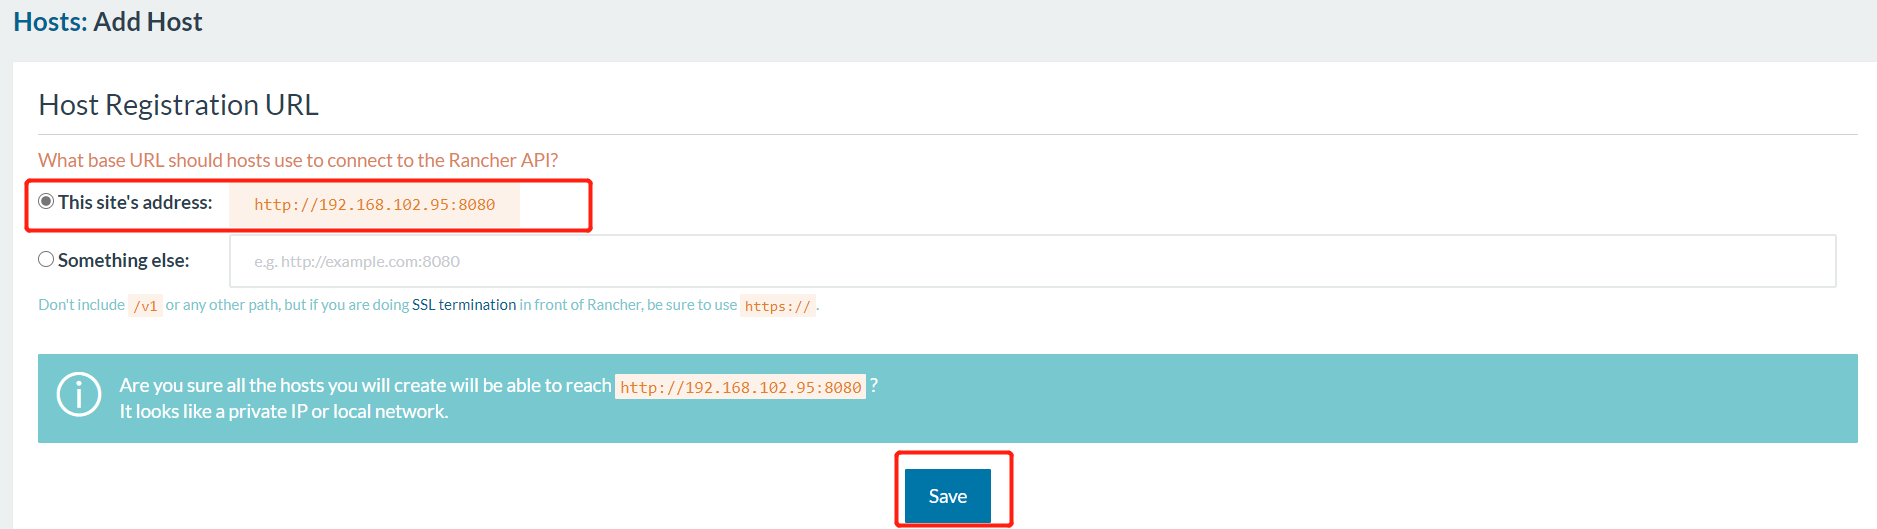 Hosts: Add Host
Host Registration URL
What base URL should hosts use to connect to the Rancher API?
This site's address: http://192.168.102.95:8080
Something else: e.g. http://example.com:8080
Don't include /v1 or any other path, but if you are doing SSL termination in front of Rancher, be sure to use https:// .
Are you sure all the hosts you will create will be able to reach http://192.168.102.95:8080 ?
It looks like a private IP or local network.
Save